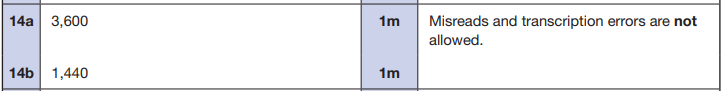 14a 3,600 1m Misreads and transcription errors are not
allowed.
14b 1,440 1m